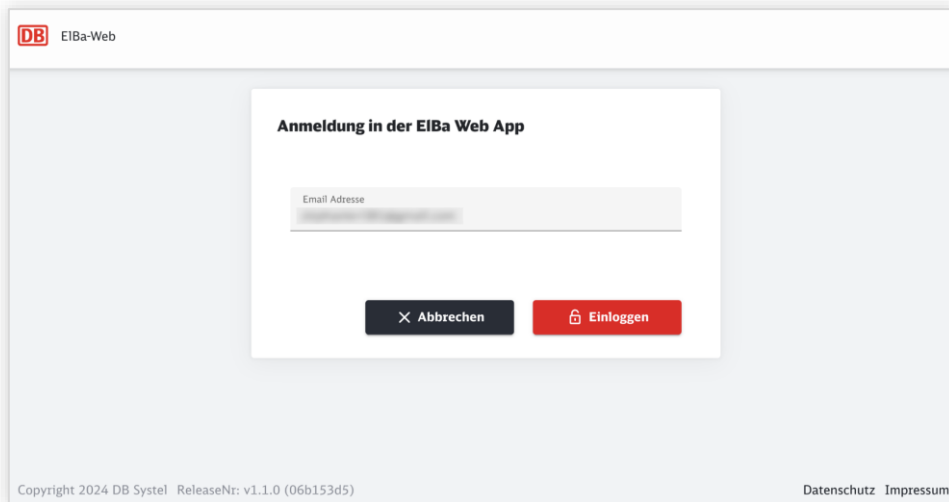 DB ElBa-Web
Anmeldung in der ElBa Web App
Email Adresse
Abbrechen
Einloggen
Copyright 2024 DB Systel ReleaseNr: v1.1.0 (06b153d5)
Datenschutz Impressum